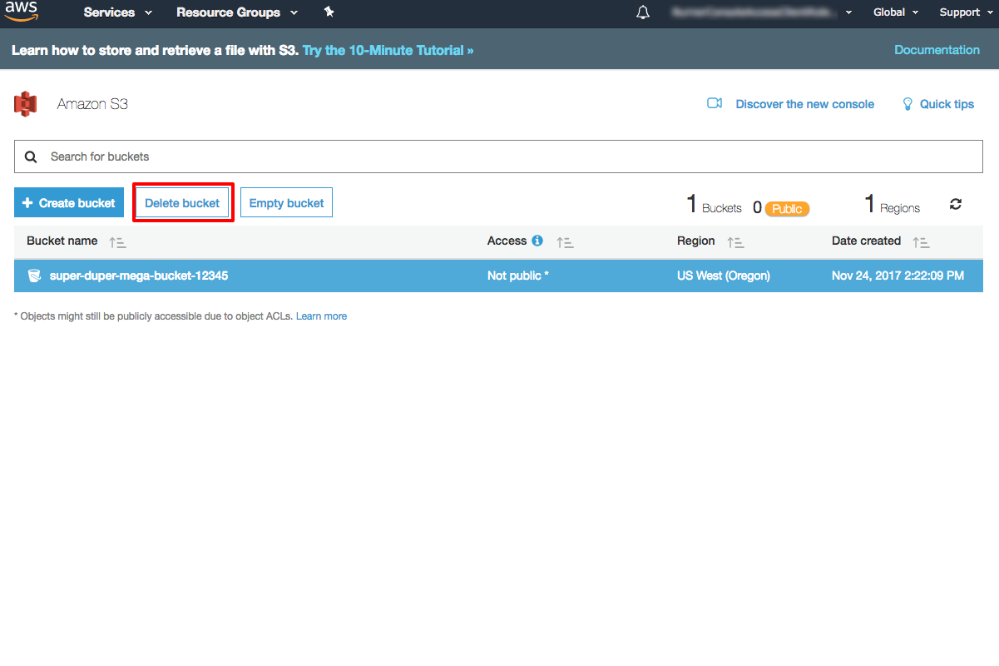 aws Services Resource Groups Global Support
Learn how to store and retrieve a file with S3. Try the 10-Minute Tutorial » Documentation
Amazon S3 Discover the new console Quick tips
Search for buckets
+ Create bucket Delete bucket Empty bucket 1 Buckets 0 Public 1 Regions
Bucket name Access i Region Date created
super-duper-mega-bucket-12345 Not public * US West (Oregon) Nov 24, 2017 2:22:09 PM
* Objects might still be publicly accessible due to object ACLs. Learn more